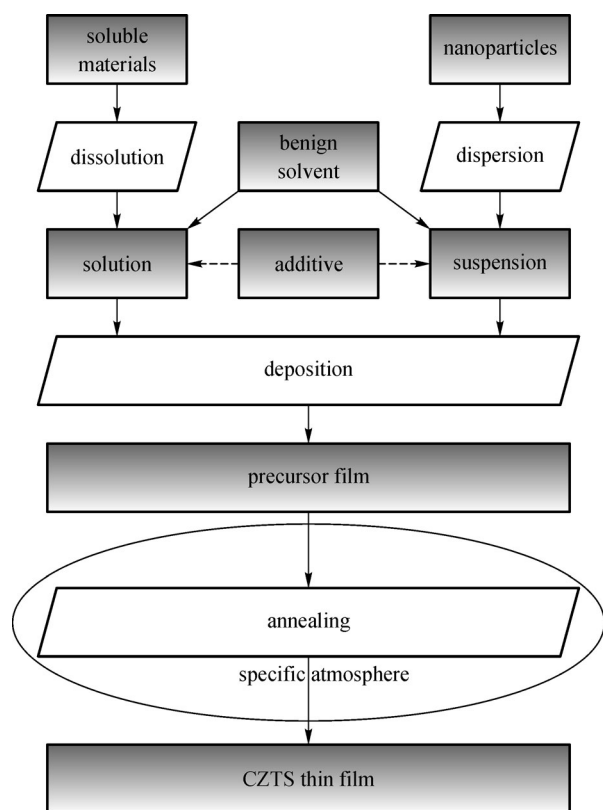 soluble
materials
nanoparticles
dissolution
benign
solvent
dispersion
solution
additive
suspension
deposition
precursor film
annealing
specific atmosphere
CZTS thin film